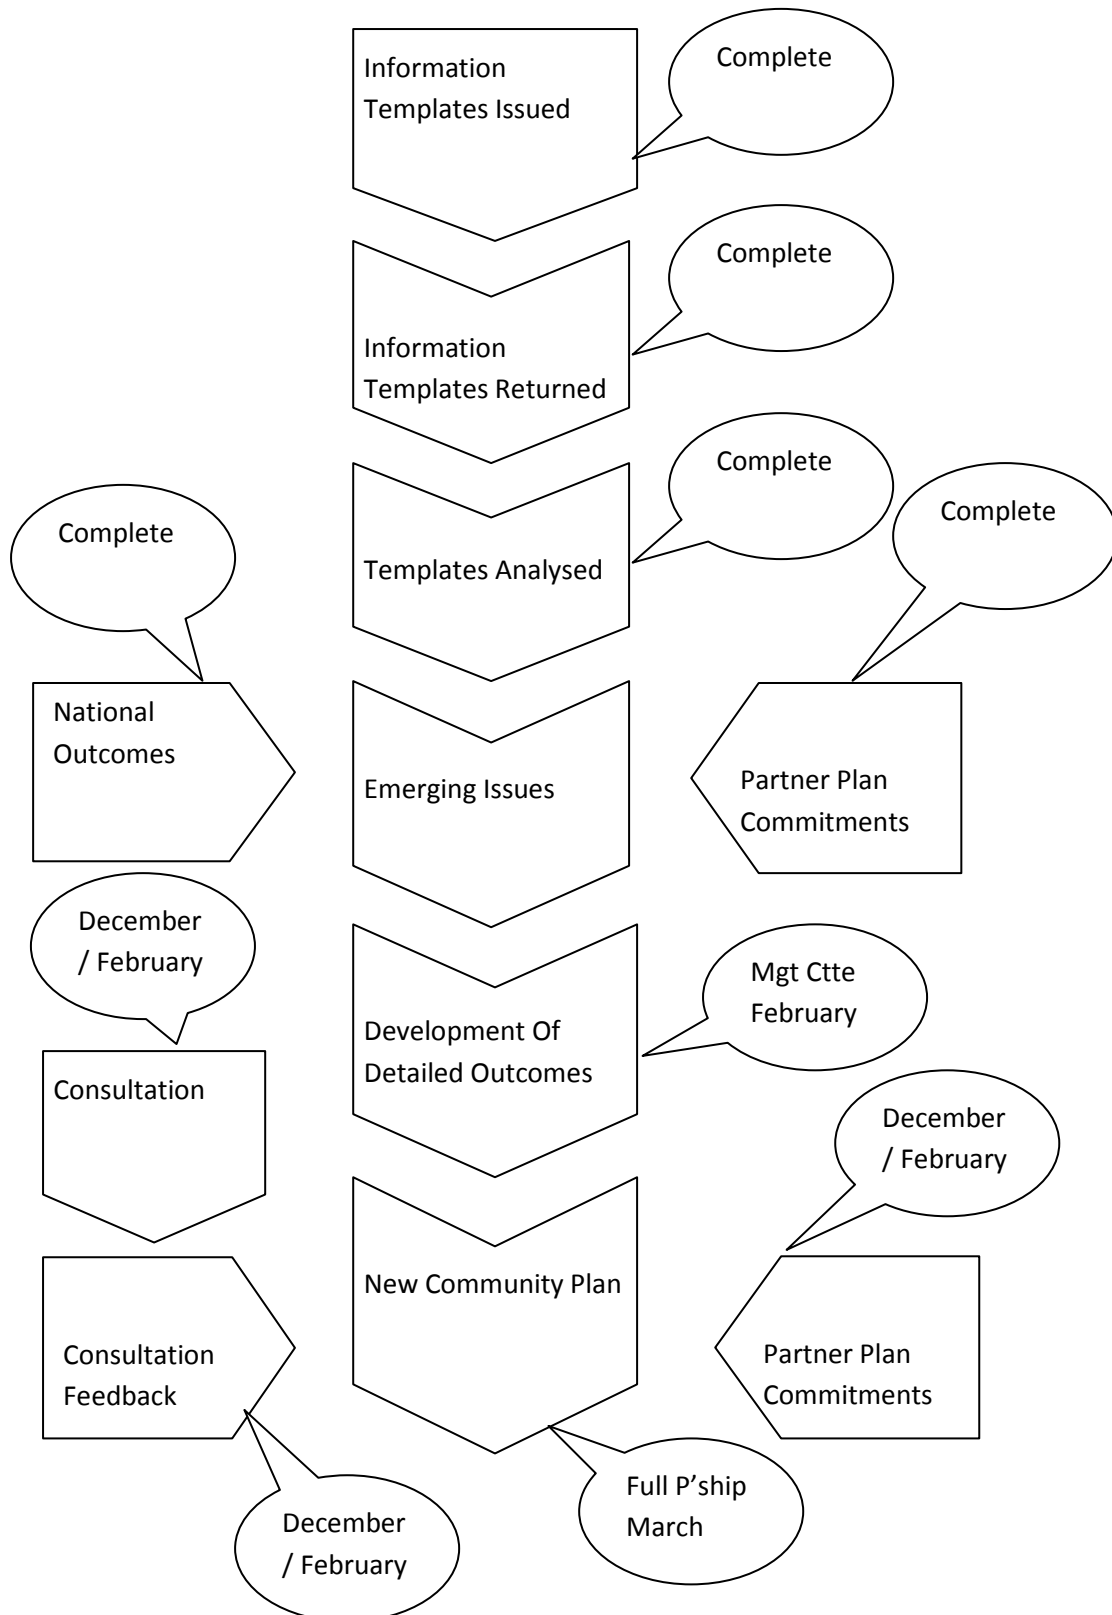 Information
Templates Issued
Complete
Information
Templates Returned
Complete
Templates Analysed
Complete
Complete
Complete
National
Outcomes
Emerging Issues
Partner Plan
Commitments
December
/ February
Consultation
Development Of
Detailed Outcomes
Mgt Ctte
February
December
/ February
New Community Plan
Consultation
Feedback
Partner Plan
Commitments
December
/ February
Full P’ship
March